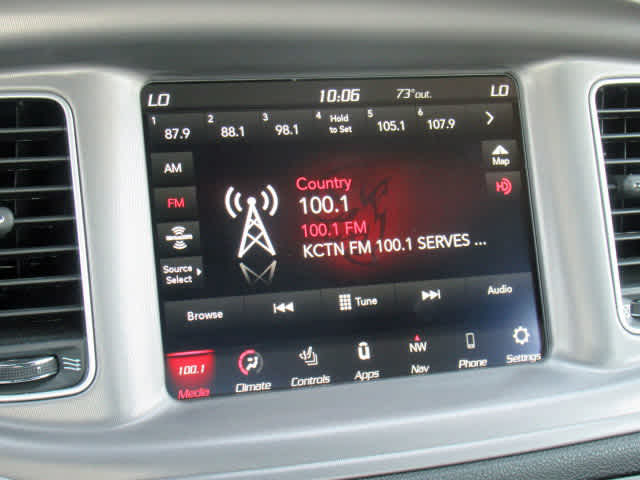 LO 10:06 73°out. LO
1 87.9 2 88.1 3 98.1 4 Hold to Set 5 105.1 6 107.9
AM
Map
Country
FM
100.1
100.1 FM
KCTN FM 100.1 SERVES ...
Source
Select
Browse Tune Audio
100.1 NW
Media Climate Controls Apps Nav Phone Settings